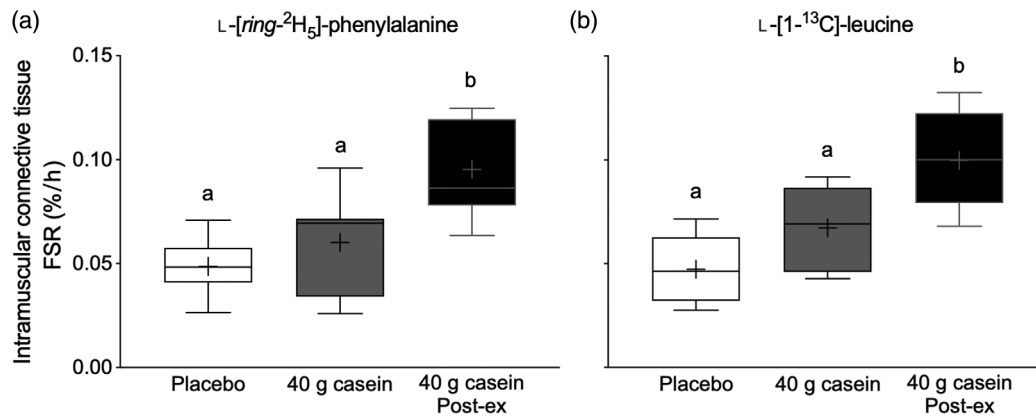 (a) L-[ring-²H₅]-phenylalanine
(b) L-[1-¹³C]-leucine
Intramuscular connective tissue
FSR (%/h)
0.15
0.10
0.05
0.00
a
a
b
a
a
b
Placebo
40 g casein
40 g casein
Post-ex
Placebo
40 g casein
40 g casein
Post-ex